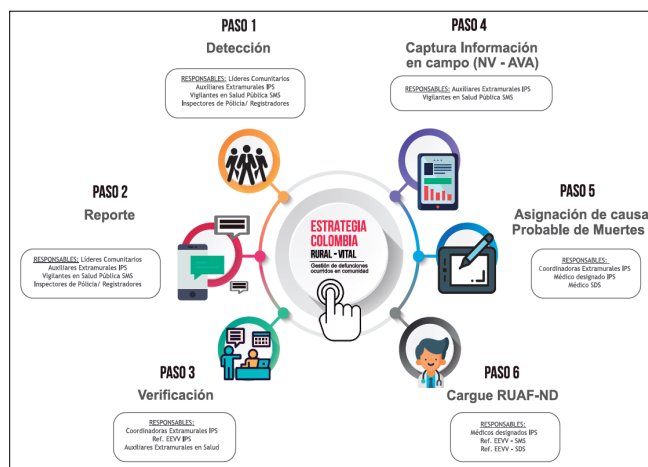 PASO 1
Detección
RESPONSABLES: Líderes Comunitarios
Auxiliares Extramurales IPS
Vigilantes en Salud Pública SMS
Inspectores de Pólicia/ Registradores
PASO 2
Reporte
RESPONSABLES: Líderes Comunitarios
Auxiliares Extramurales IPS
Vigilantes en Salud Pública SMS
Inspectores de Pólicia/ Registradores
PASO 3
Verificación
RESPONSABLES:
Coordinadoras Extramurales IPS
Ref. EEVV IPS
Auxiliares Extramurales en Salud
ESTRATEGIA
COLOMBIA
RURAL - VITAL
Gestión de defunciones
ocurridos en comunidad
PASO 4
Captura Información
en campo (NV - AVA)
RESPONSABLES: Auxiliares Extramurales IPS
Vigilantes en Salud Pública SMS
PASO 5
Asignación de causa
Probable de Muertes
RESPONSABLES:
Coordinadoras Extramurales IPS
Médico designado IPS
Médico SDS
PASO 6
Cargue RUAF-ND
RESPONSABLES:
Médicos designados IPS
Ref. EEVV - SMS
Ref. EEVV - SDS